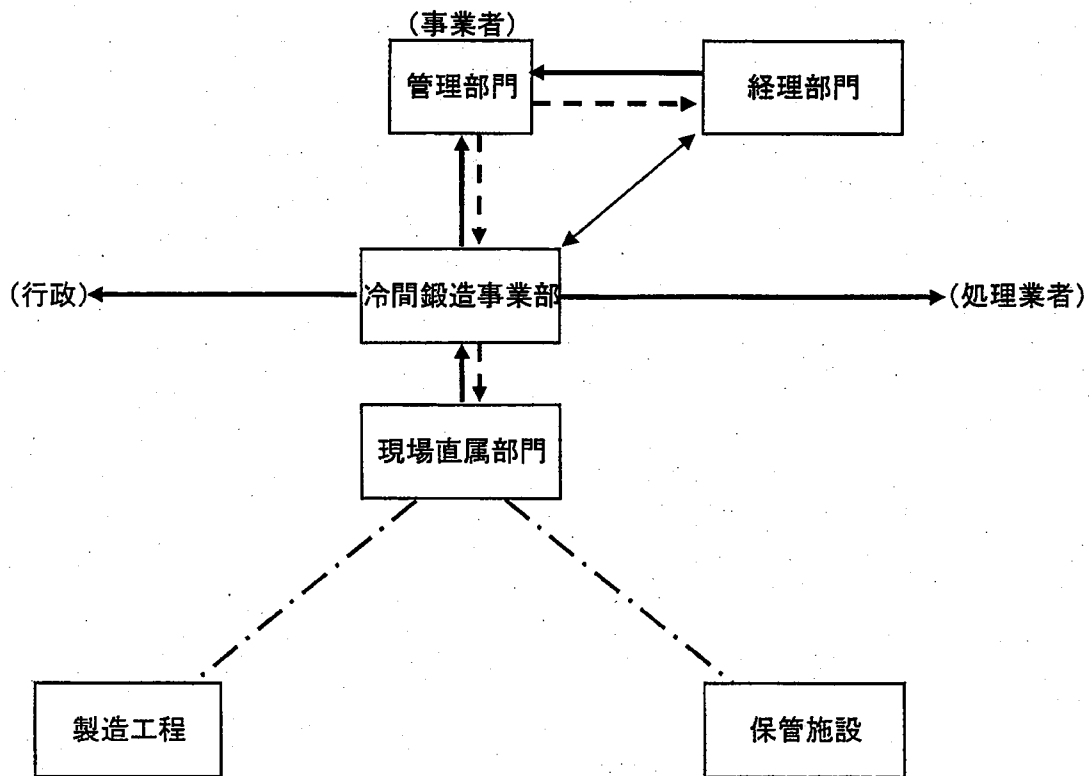 (事業者)
管理部門
経理部門
(行政)
冷間鍛造事業部
(処理業者)
現場直属部門
製造工程
保管施設